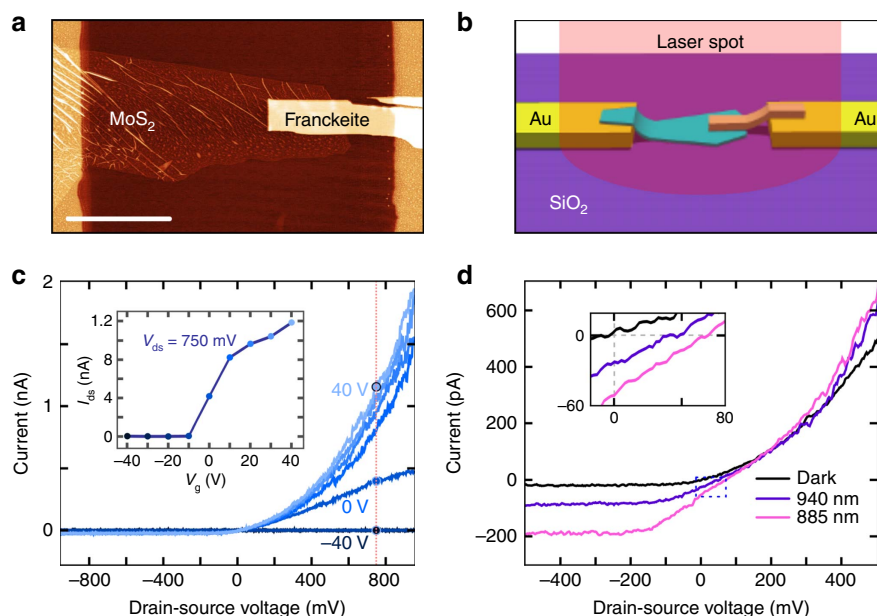 a
MoS2
Franckeite
b
Laser spot
Au
Au
SiO2
c
Current (nA)
2
1
0
−800
−400
0
400
800
Drain-source voltage (mV)
40 V
0 V
−40 V
Ids (nA)
1.2
0.8
0.4
0
Vds = 750 mV
−40
−20
0
20
40
Vg (V)
d
Current (pA)
600
400
200
0
−200
−400
−200
0
200
400
Drain-source voltage (mV)
0
−60
0
80
Dark
940 nm
885 nm